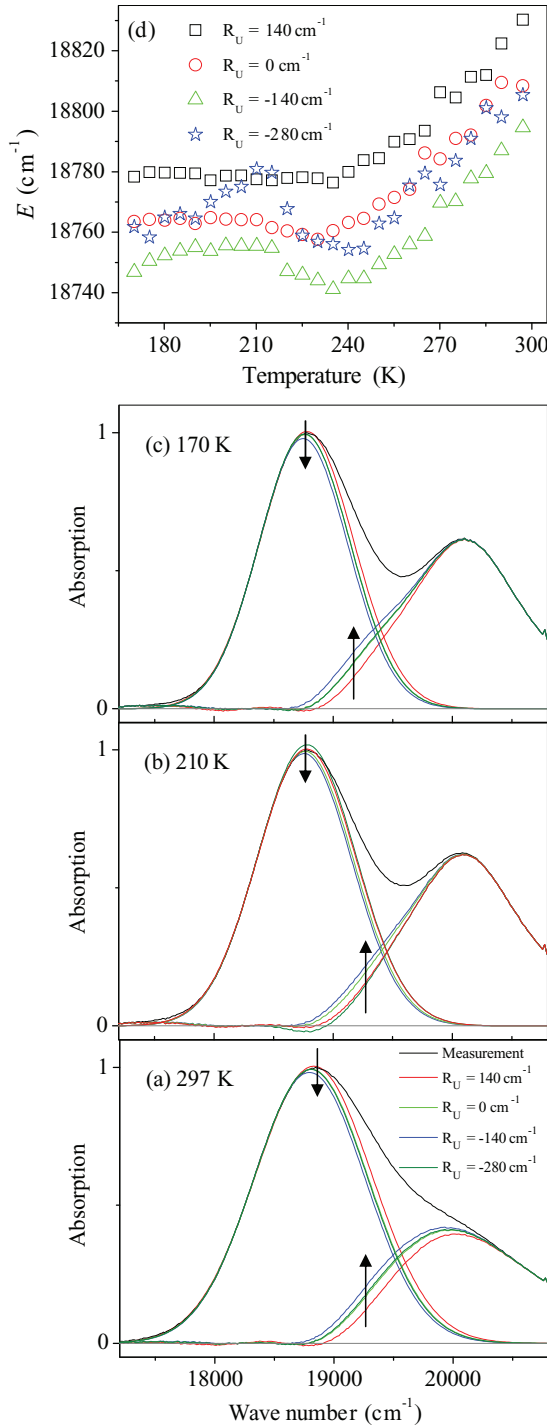 (d)
R_U = 140 cm⁻¹
R_U = 0 cm⁻¹
R_U = -140 cm⁻¹
R_U = -280 cm⁻¹
18820
18800
18780
18760
18740
E (cm⁻¹)
180 210 240 270 300
Temperature (K)
(c) 170 K
1
0
Absorption
(b) 210 K
1
0
Absorption
(a) 297 K
Measurement
R_U = 140 cm⁻¹
R_U = 0 cm⁻¹
R_U = -140 cm⁻¹
R_U = -280 cm⁻¹
1
0
Absorption
18000 19000 20000
Wave number (cm⁻¹)